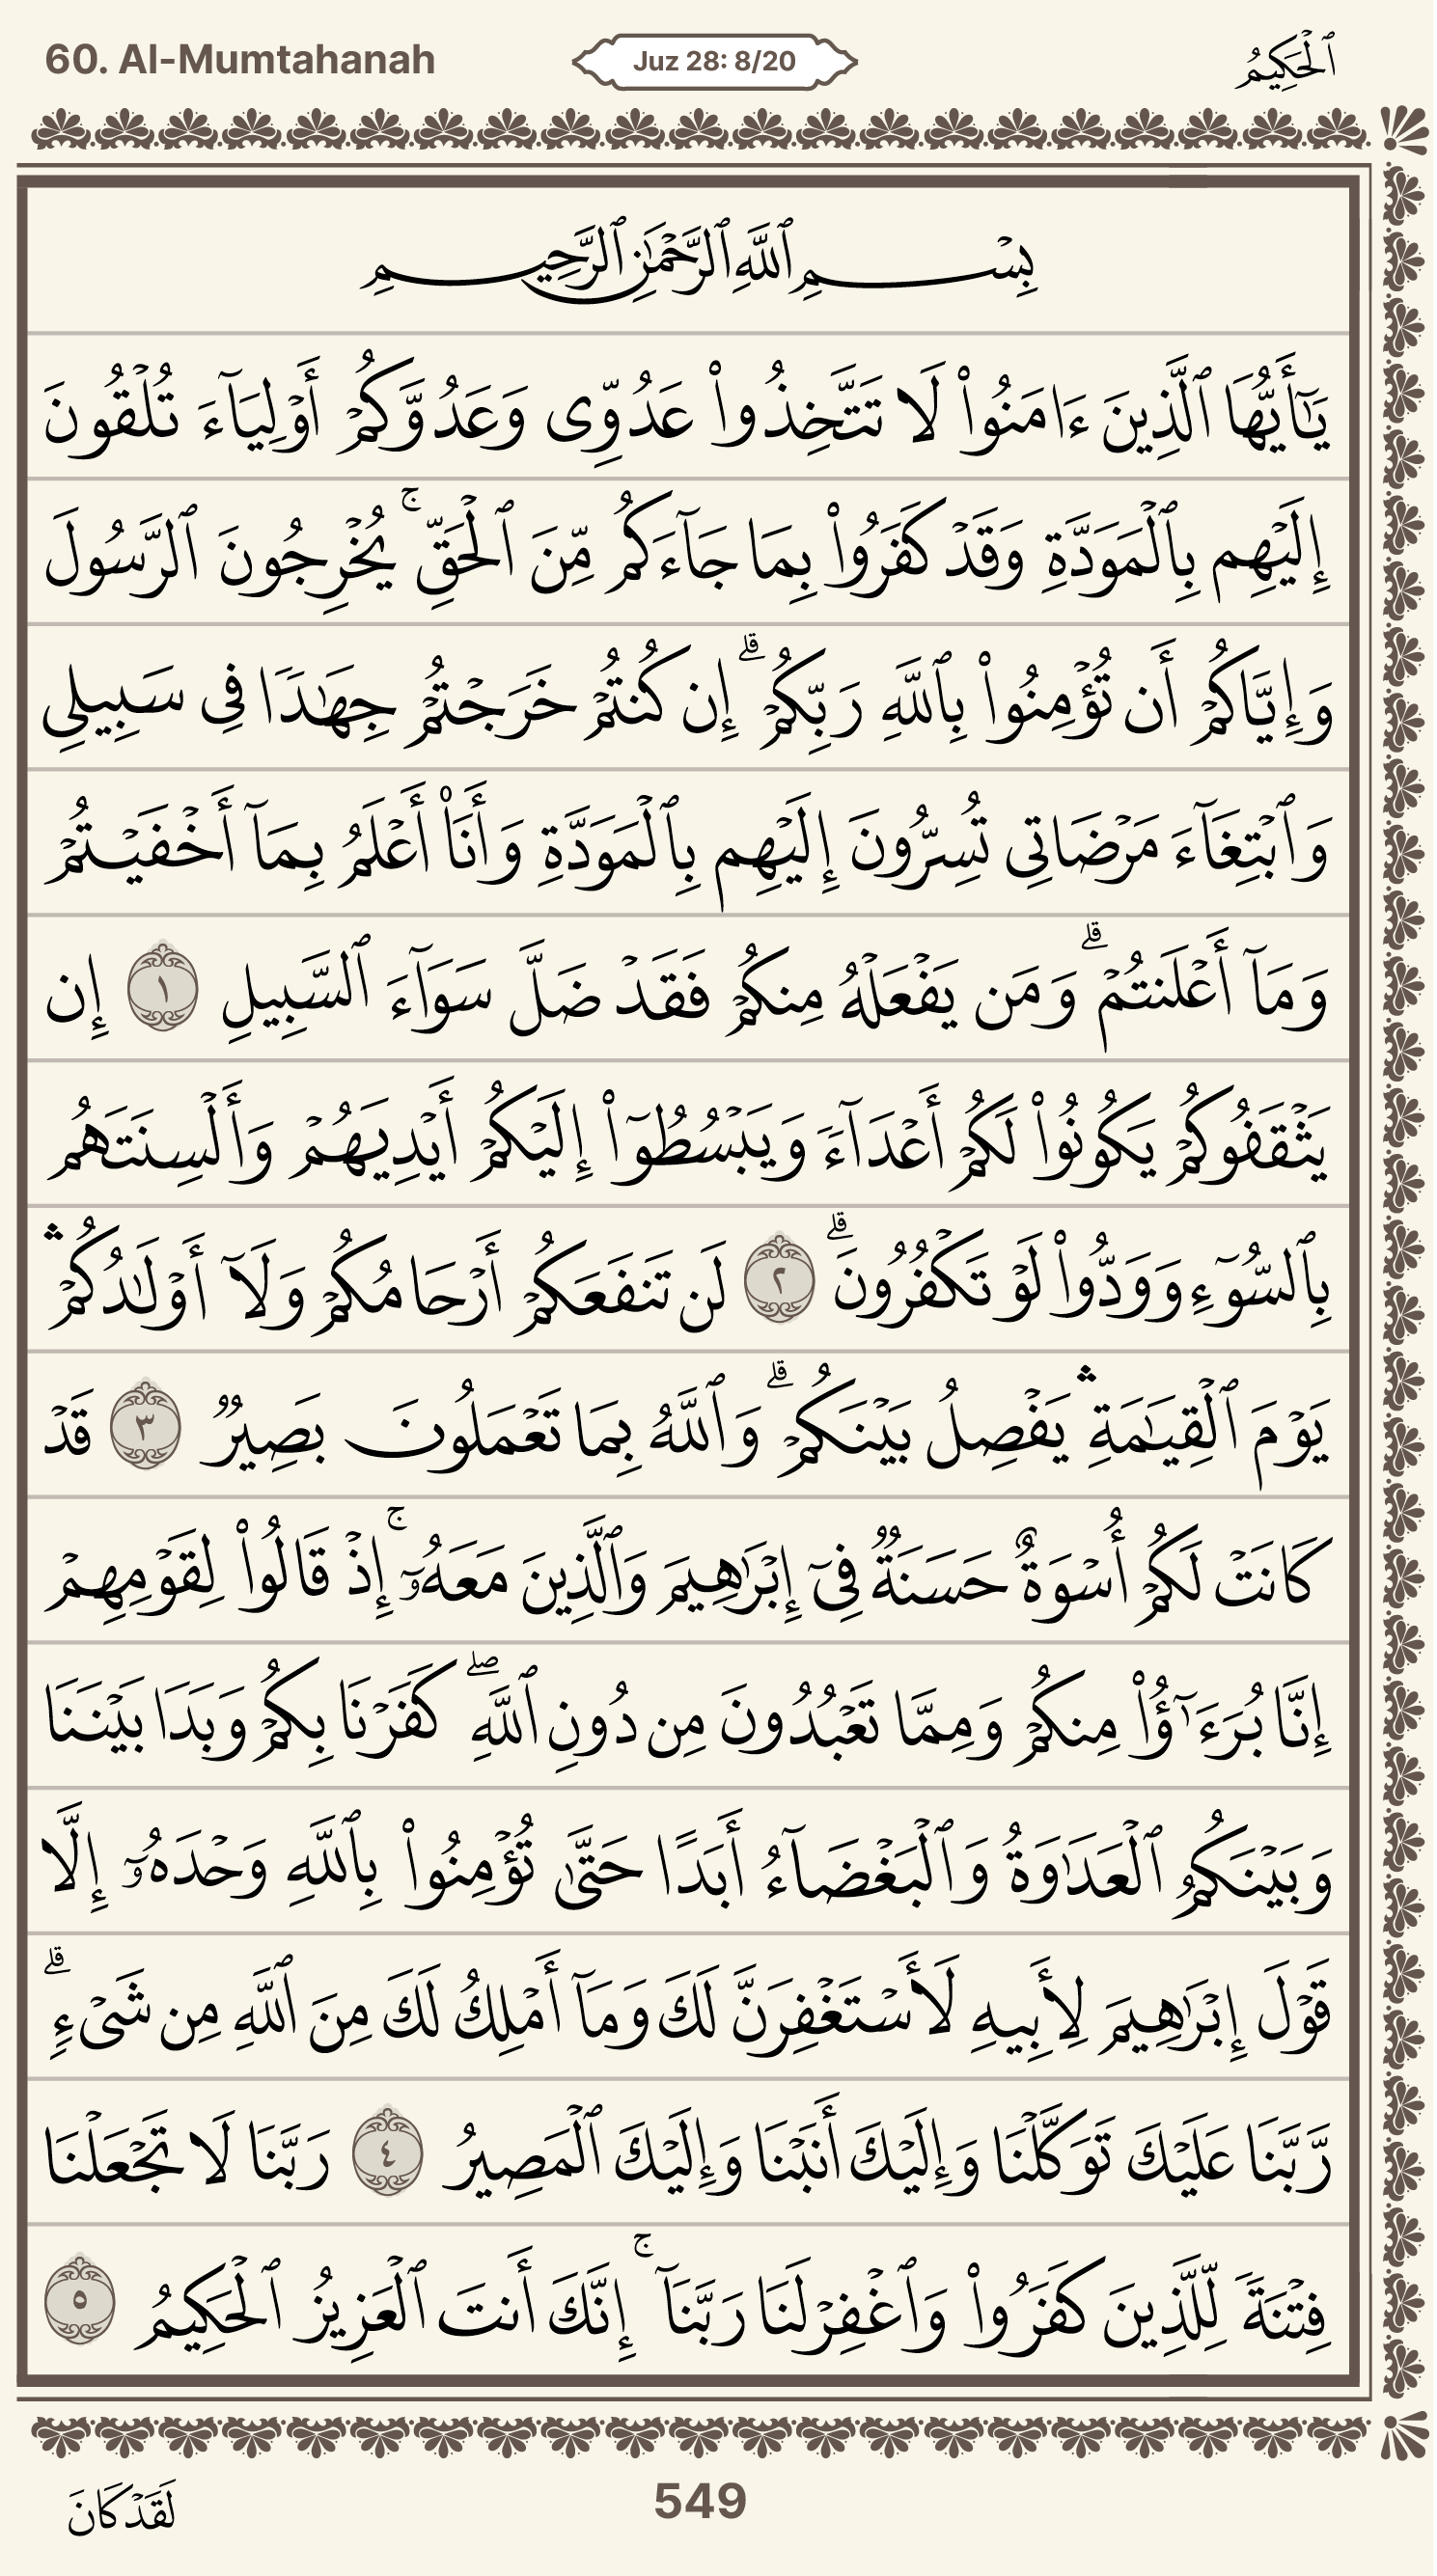 60. Al-Mumtahanah Juz 28: 8/20 ٱلْحَكِيمُ
بِسْمِ ٱللَّهِ ٱلرَّحْمَٰنِ ٱلرَّحِيمِ
يَٰٓأَيُّهَا ٱلَّذِينَ ءَامَنُوا۟ لَا تَتَّخِذُوا۟ عَدُوِّى وَعَدُوَّكُمْ أَوْلِيَآءَ تُلْقُونَ
إِلَيْهِم بِٱلْمَوَدَّةِ وَقَدْ كَفَرُوا۟ بِمَا جَآءَكُم مِّنَ ٱلْحَقِّ ۚ يُخْرِجُونَ ٱلرَّسُولَ
وَإِيَّاكُمْ أَن تُؤْمِنُوا۟ بِٱللَّهِ رَبِّكُمْ ۗ إِن كُنتُمْ خَرَجْتُمْ جِهَٰدًا فِى سَبِيلِى
وَٱبْتِغَآءَ مَرْضَاتِى تُسِرُّونَ إِلَيْهِم بِٱلْمَوَدَّةِ وَأَنَا۠ أَعْلَمُ بِمَآ أَخْفَيْتُمْ
وَمَآ أَعْلَنتُمْ ۗ وَمَن يَفْعَلْهُ مِنكُمْ فَقَدْ ضَلَّ سَوَآءَ ٱلسَّبِيلِ ١ إِن
يَثْقَفُوكُمْ يَكُونُوا۟ لَكُمْ أَعْدَآءً وَيَبْسُطُوٓا۟ إِلَيْكُمْ أَيْدِيَهُمْ وَأَلْسِنَتَهُم
بِٱلسُّوٓءِ وَوَدُّوا۟ لَوْ تَكْفُرُونَ ۗ ٢ لَن تَنفَعَكُمْ أَرْحَامُكُمْ وَلَآ أَوْلَٰدُكُمْ ۛ
يَوْمَ ٱلْقِيَٰمَةِ ۛ يَفْصِلُ بَيْنَكُمْ ۗ وَٱللَّهُ بِمَا تَعْمَلُونَ بَصِيرٌ ٣ قَدْ
كَانَتْ لَكُمْ أُسْوَةٌ حَسَنَةٌ فِىٓ إِبْرَٰهِيمَ وَٱلَّذِينَ مَعَهُۥٓ ۚ إِذْ قَالُوا۟ لِقَوْمِهِمْ
إِنَّا بُرَءَٰٓؤُا۟ مِنكُمْ وَمِمَّا تَعْبُدُونَ مِن دُونِ ٱللَّهِ ۖ كَفَرْنَا بِكُمْ وَبَدَا بَيْنَنَا
وَبَيْنَكُمُ ٱلْعَدَٰوَةُ وَٱلْبَغْضَآءُ أَبَدًا حَتَّىٰ تُؤْمِنُوا۟ بِٱللَّهِ وَحْدَهُۥٓ إِلَّا
قَوْلَ إِبْرَٰهِيمَ لِأَبِيهِ لَأَسْتَغْفِرَنَّ لَكَ وَمَآ أَمْلِكُ لَكَ مِنَ ٱللَّهِ مِن شَىْءٍ ۗ
رَّبَّنَا عَلَيْكَ تَوَكَّلْنَا وَإِلَيْكَ أَنَبْنَا وَإِلَيْكَ ٱلْمَصِيرُ ٤ رَبَّنَا لَا تَجْعَلْنَا
فِتْنَةً لِّلَّذِينَ كَفَرُوا۟ وَٱغْفِرْ لَنَا رَبَّنَآ ۚ إِنَّكَ أَنتَ ٱلْعَزِيزُ ٱلْحَكِيمُ ٥
لَقَدْ كَانَ 549